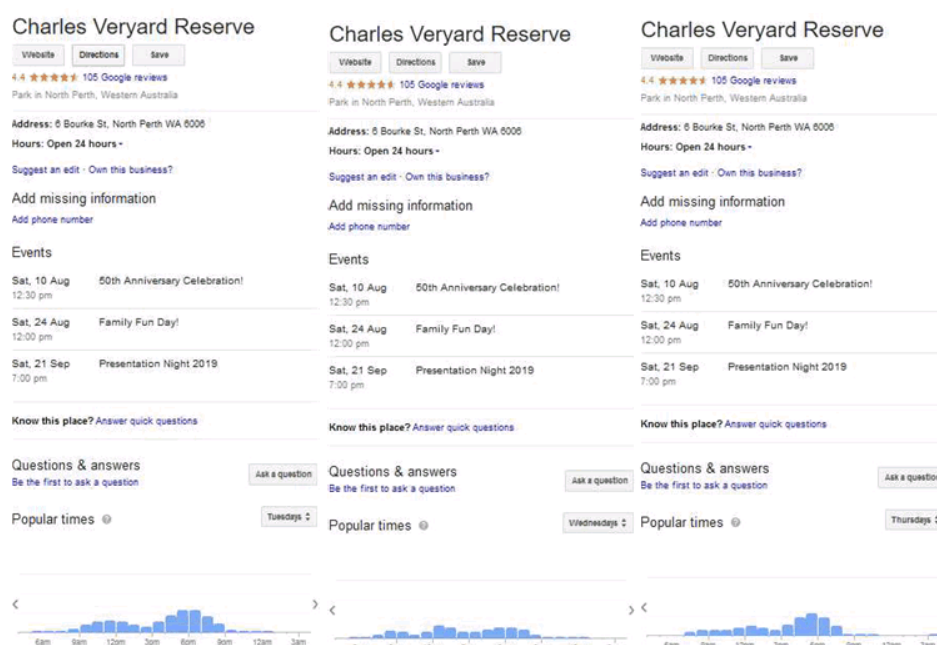 Charles Veryard Reserve
Website Directions Save
4.4 105 Google reviews
Park in North Perth, Western Australia
Address: 6 Bourke St, North Perth WA 6006
Hours: Open 24 hours
Suggest an edit · Own this business?
Add missing information
Add phone number
Events
Sat, 10 Aug 50th Anniversary Celebration!
12:30 pm
Sat, 24 Aug Family Fun Day!
12:00 pm
Sat, 21 Sep Presentation Night 2019
7:00 pm
Know this place? Answer quick questions
Questions & answers
Ask a question
Be the first to ask a question
Popular times
Tuesdays
6am 9am 12pm 3pm 6pm 9pm 12am 3am
Charles Veryard Reserve
Website Directions Save
4.4 105 Google reviews
Park in North Perth, Western Australia
Address: 6 Bourke St, North Perth WA 6006
Hours: Open 24 hours
Suggest an edit · Own this business?
Add missing information
Add phone number
Events
Sat, 10 Aug 50th Anniversary Celebration!
12:30 pm
Sat, 24 Aug Family Fun Day!
12:00 pm
Sat, 21 Sep Presentation Night 2019
7:00 pm
Know this place? Answer quick questions
Questions & answers
Ask a question
Be the first to ask a question
Popular times
Wednesdays
Charles Veryard Reserve
Website Directions Save
4.4 105 Google reviews
Park in North Perth, Western Australia
Address: 6 Bourke St, North Perth WA 6006
Hours: Open 24 hours
Suggest an edit · Own this business?
Add missing information
Add phone number
Events
Sat, 10 Aug 50th Anniversary Celebration!
12:30 pm
Sat, 24 Aug Family Fun Day!
12:00 pm
Sat, 21 Sep Presentation Night 2019
7:00 pm
Know this place? Answer quick questions
Questions & answers
Ask a question
Be the first to ask a question
Popular times
Thursdays